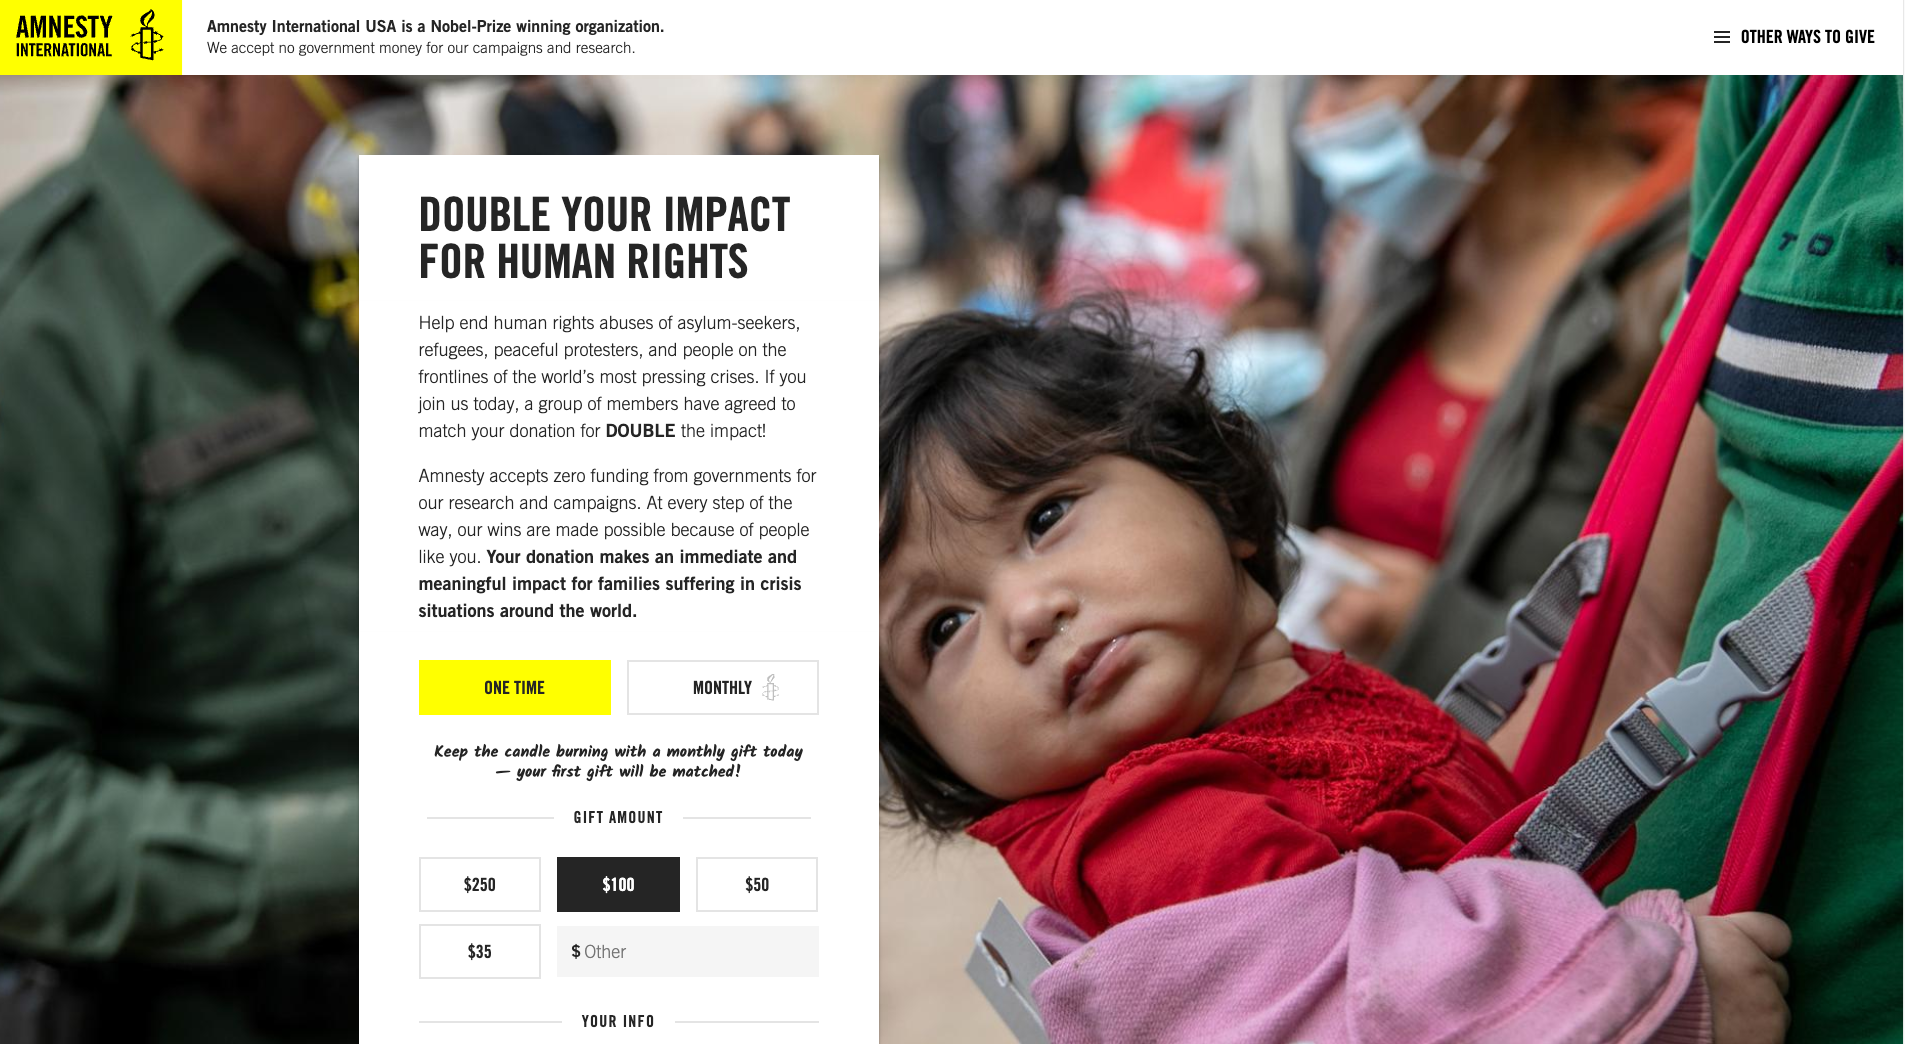 AMNESTY
INTERNATIONAL
Amnesty International USA is a Nobel-Prize winning organization.
We accept no government money for our campaigns and research.
OTHER WAYS TO GIVE
DOUBLE YOUR IMPACT
FOR HUMAN RIGHTS
Help end human rights abuses of asylum-seekers,
refugees, peaceful protesters, and people on the
frontlines of the world’s most pressing crises. If you
join us today, a group of members have agreed to
match your donation for DOUBLE the impact!
Amnesty accepts zero funding from governments for
our research and campaigns. At every step of the
way, our wins are made possible because of people
like you. Your donation makes an immediate and
meaningful impact for families suffering in crisis
situations around the world.
ONE TIME
MONTHLY
Keep the candle burning with a monthly gift today
— your first gift will be matched!
GIFT AMOUNT
$250
$100
$50
$35
$ Other
YOUR INFO